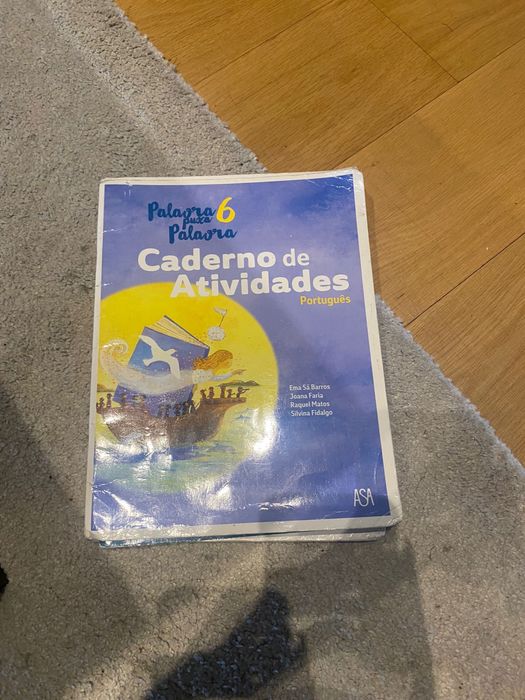 Palavra 6
puxa
Palavra
Caderno de
Atividades
Português
Ema Sá Barros
Joana Faria
Raquel Matos
Silvina Fidalgo
ASA